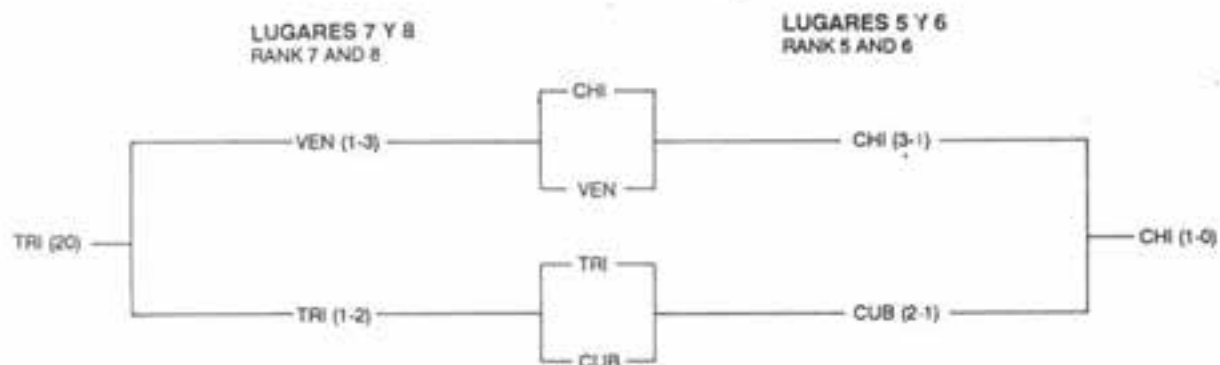 LUGARES 7 Y 8
RANK 7 AND 8
LUGARES 5 Y 6
RANK 5 AND 6
CHI
VEN (1-3)
CHI (3-1)
VEN
TRI (20)
CHI (1-0)
TRI
TRI (1-2)
CUB (2-1)
CUB